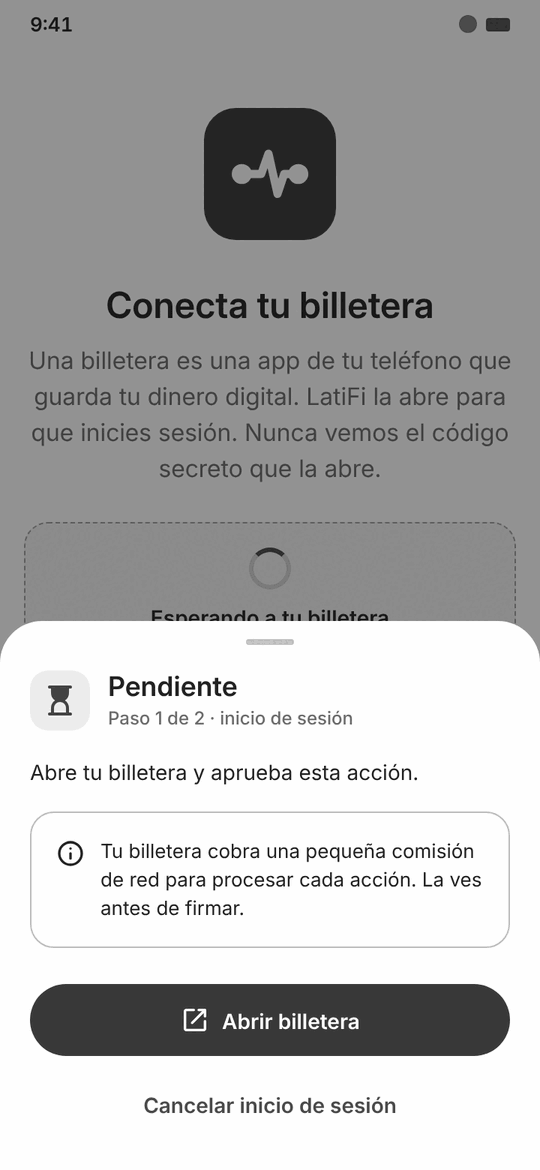 9:41
Conecta tu billetera
Una billetera es una app de tu teléfono que
guarda tu dinero digital. LatiFi la abre para
que inicies sesión. Nunca vemos el código
secreto que la abre.
Esperando a tu billetera
Pendiente
Paso 1 de 2 · inicio de sesión
Abre tu billetera y aprueba esta acción.
Tu billetera cobra una pequeña comisión
de red para procesar cada acción. La ves
antes de firmar.
Abrir billetera
Cancelar inicio de sesión